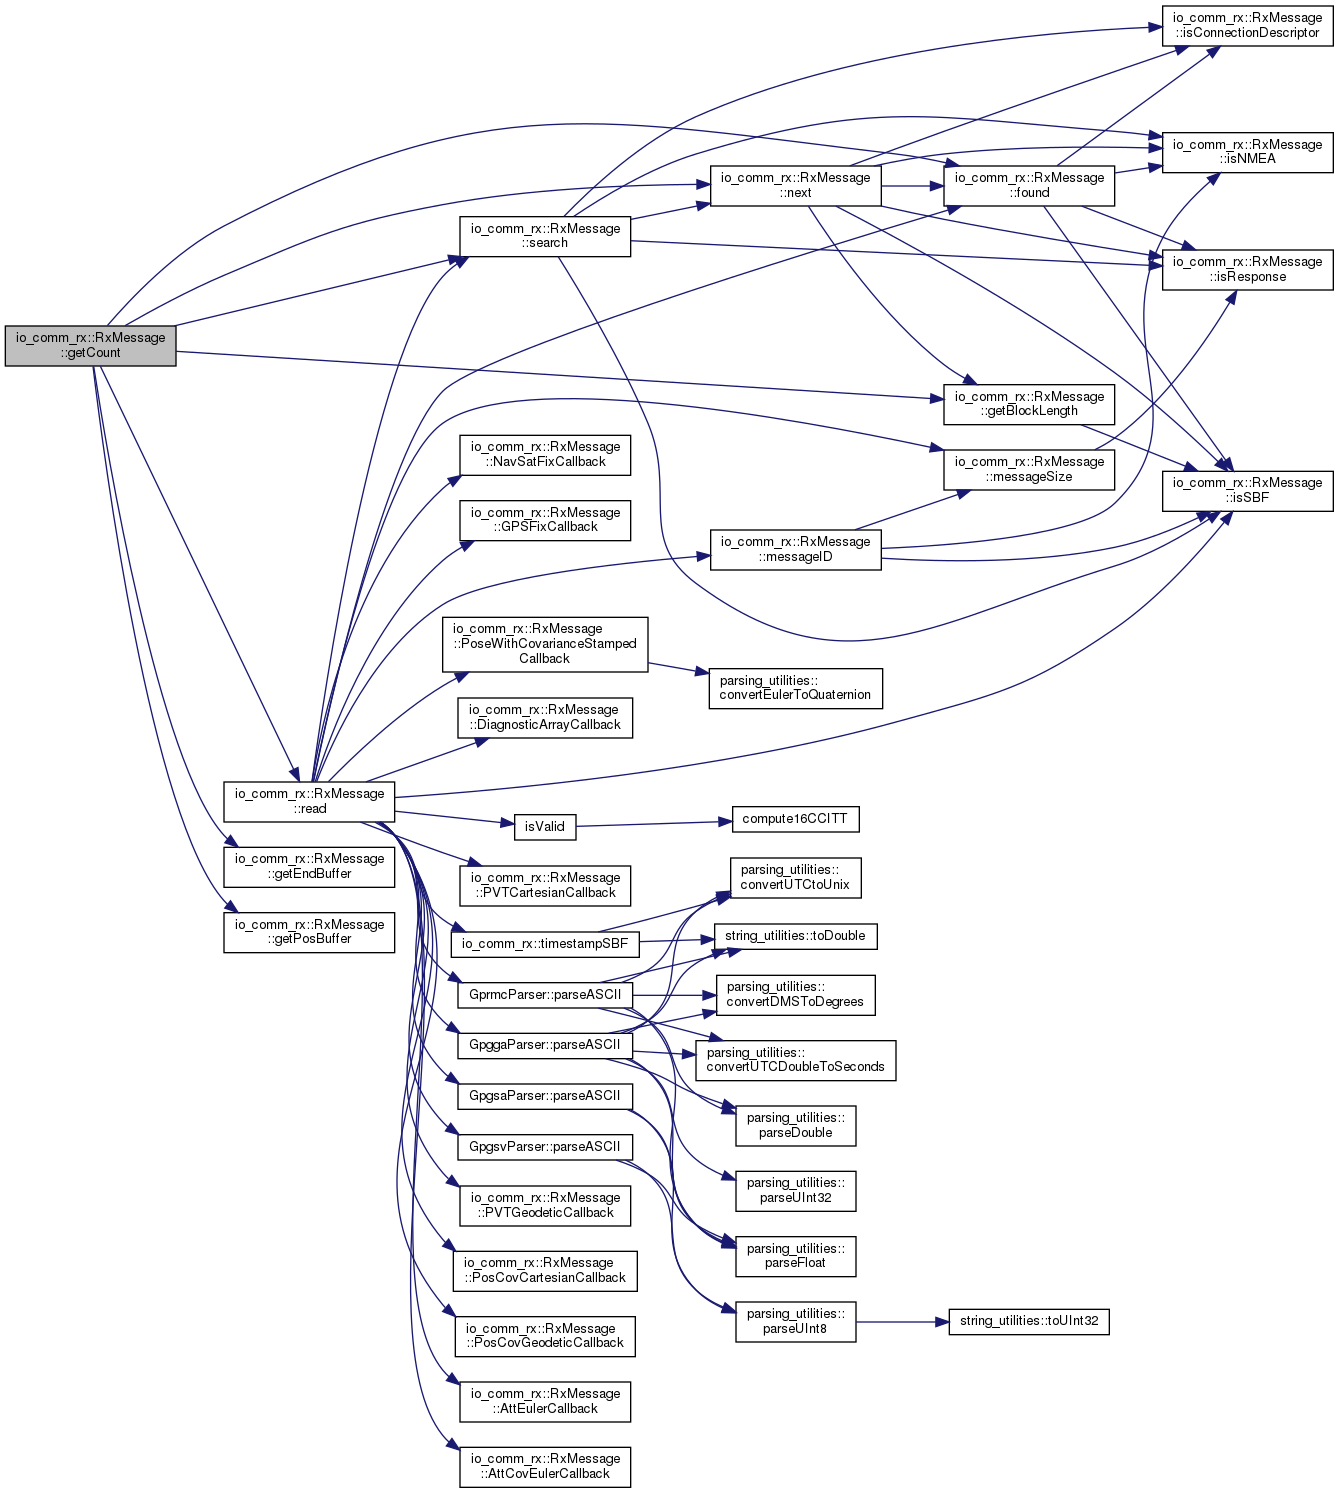 io_comm_rx::RxMessage
::getCount
io_comm_rx::RxMessage
::read
io_comm_rx::RxMessage
::getEndBuffer
io_comm_rx::RxMessage
::getPosBuffer
io_comm_rx::RxMessage
::search
io_comm_rx::RxMessage
::NavSatFixCallback
io_comm_rx::RxMessage
::GPSFixCallback
io_comm_rx::RxMessage
::PoseWithCovarianceStamped
Callback
io_comm_rx::RxMessage
::DiagnosticArrayCallback
isValid
io_comm_rx::RxMessage
::PVTCartesianCallback
io_comm_rx::timestampSBF
GprmcParser::parseASCII
GpggaParser::parseASCII
GpgsaParser::parseASCII
GpgsvParser::parseASCII
io_comm_rx::RxMessage
::PVTGeodeticCallback
io_comm_rx::RxMessage
::PosCovCartesianCallback
io_comm_rx::RxMessage
::PosCovGeodeticCallback
io_comm_rx::RxMessage
::AttEulerCallback
io_comm_rx::RxMessage
::AttCovEulerCallback
io_comm_rx::RxMessage
::next
io_comm_rx::RxMessage
::messageID
parsing_utilities::
convertEulerToQuaternion
compute16CCITT
parsing_utilities::
convertUTCtoUnix
string_utilities::toDouble
parsing_utilities::
convertDMSToDegrees
parsing_utilities::
convertUTCDoubleToSeconds
parsing_utilities::
parseDouble
parsing_utilities::
parseUInt32
parsing_utilities::
parseFloat
parsing_utilities::
parseUInt8
io_comm_rx::RxMessage
::found
io_comm_rx::RxMessage
::getBlockLength
io_comm_rx::RxMessage
::messageSize
string_utilities::toUInt32
io_comm_rx::RxMessage
::isConnectionDescriptor
io_comm_rx::RxMessage
::isNMEA
io_comm_rx::RxMessage
::isResponse
io_comm_rx::RxMessage
::isSBF